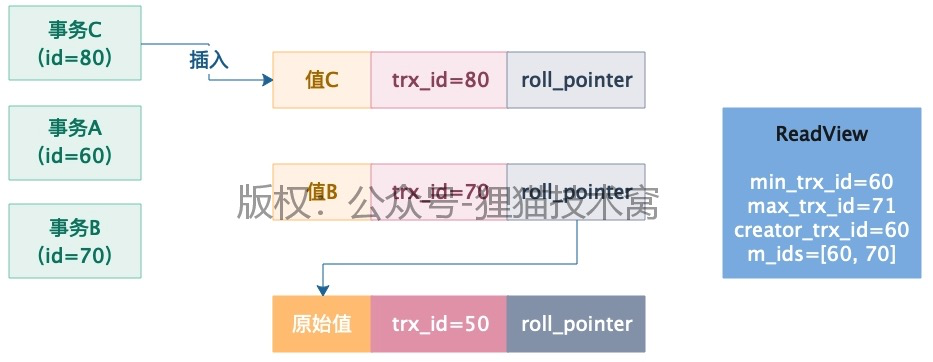 事务C
(id=80)
插入
值C
trx_id=80
roll_pointer
事务A
(id=60)
值B
trx_id=70
roll_pointer
版权：公众号-狸猫技术窝
事务B
(id=70)
原始值
trx_id=50
roll_pointer
ReadView
min_trx_id=60
max_trx_id=71
creator_trx_id=60
m_ids=[60, 70]